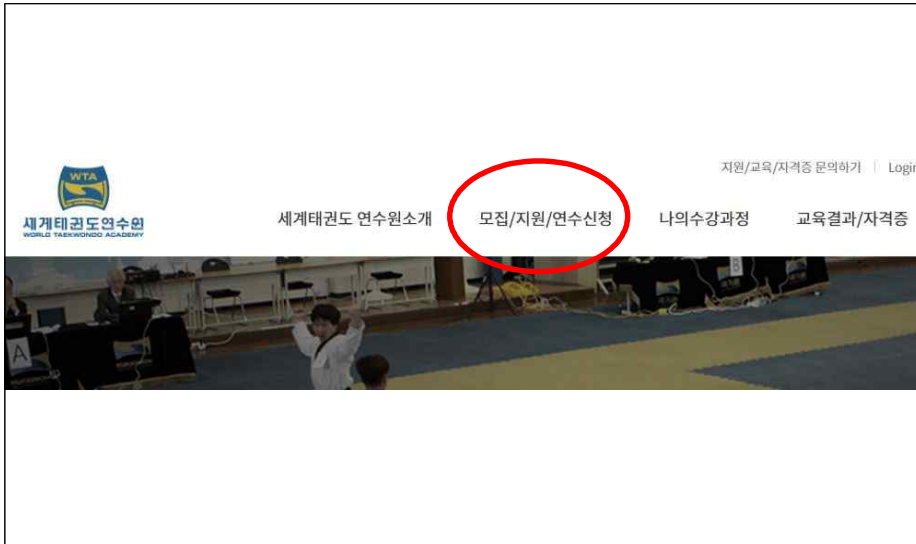 지원/교육/자격증 문의하기 | Login
WTA
세계태권도연수원
WORLD TAEKWONDO ACADEMY
세계태권도 연수원소개 모집/지원/연수신청 나의수강과정 교육결과/자격증
A
B